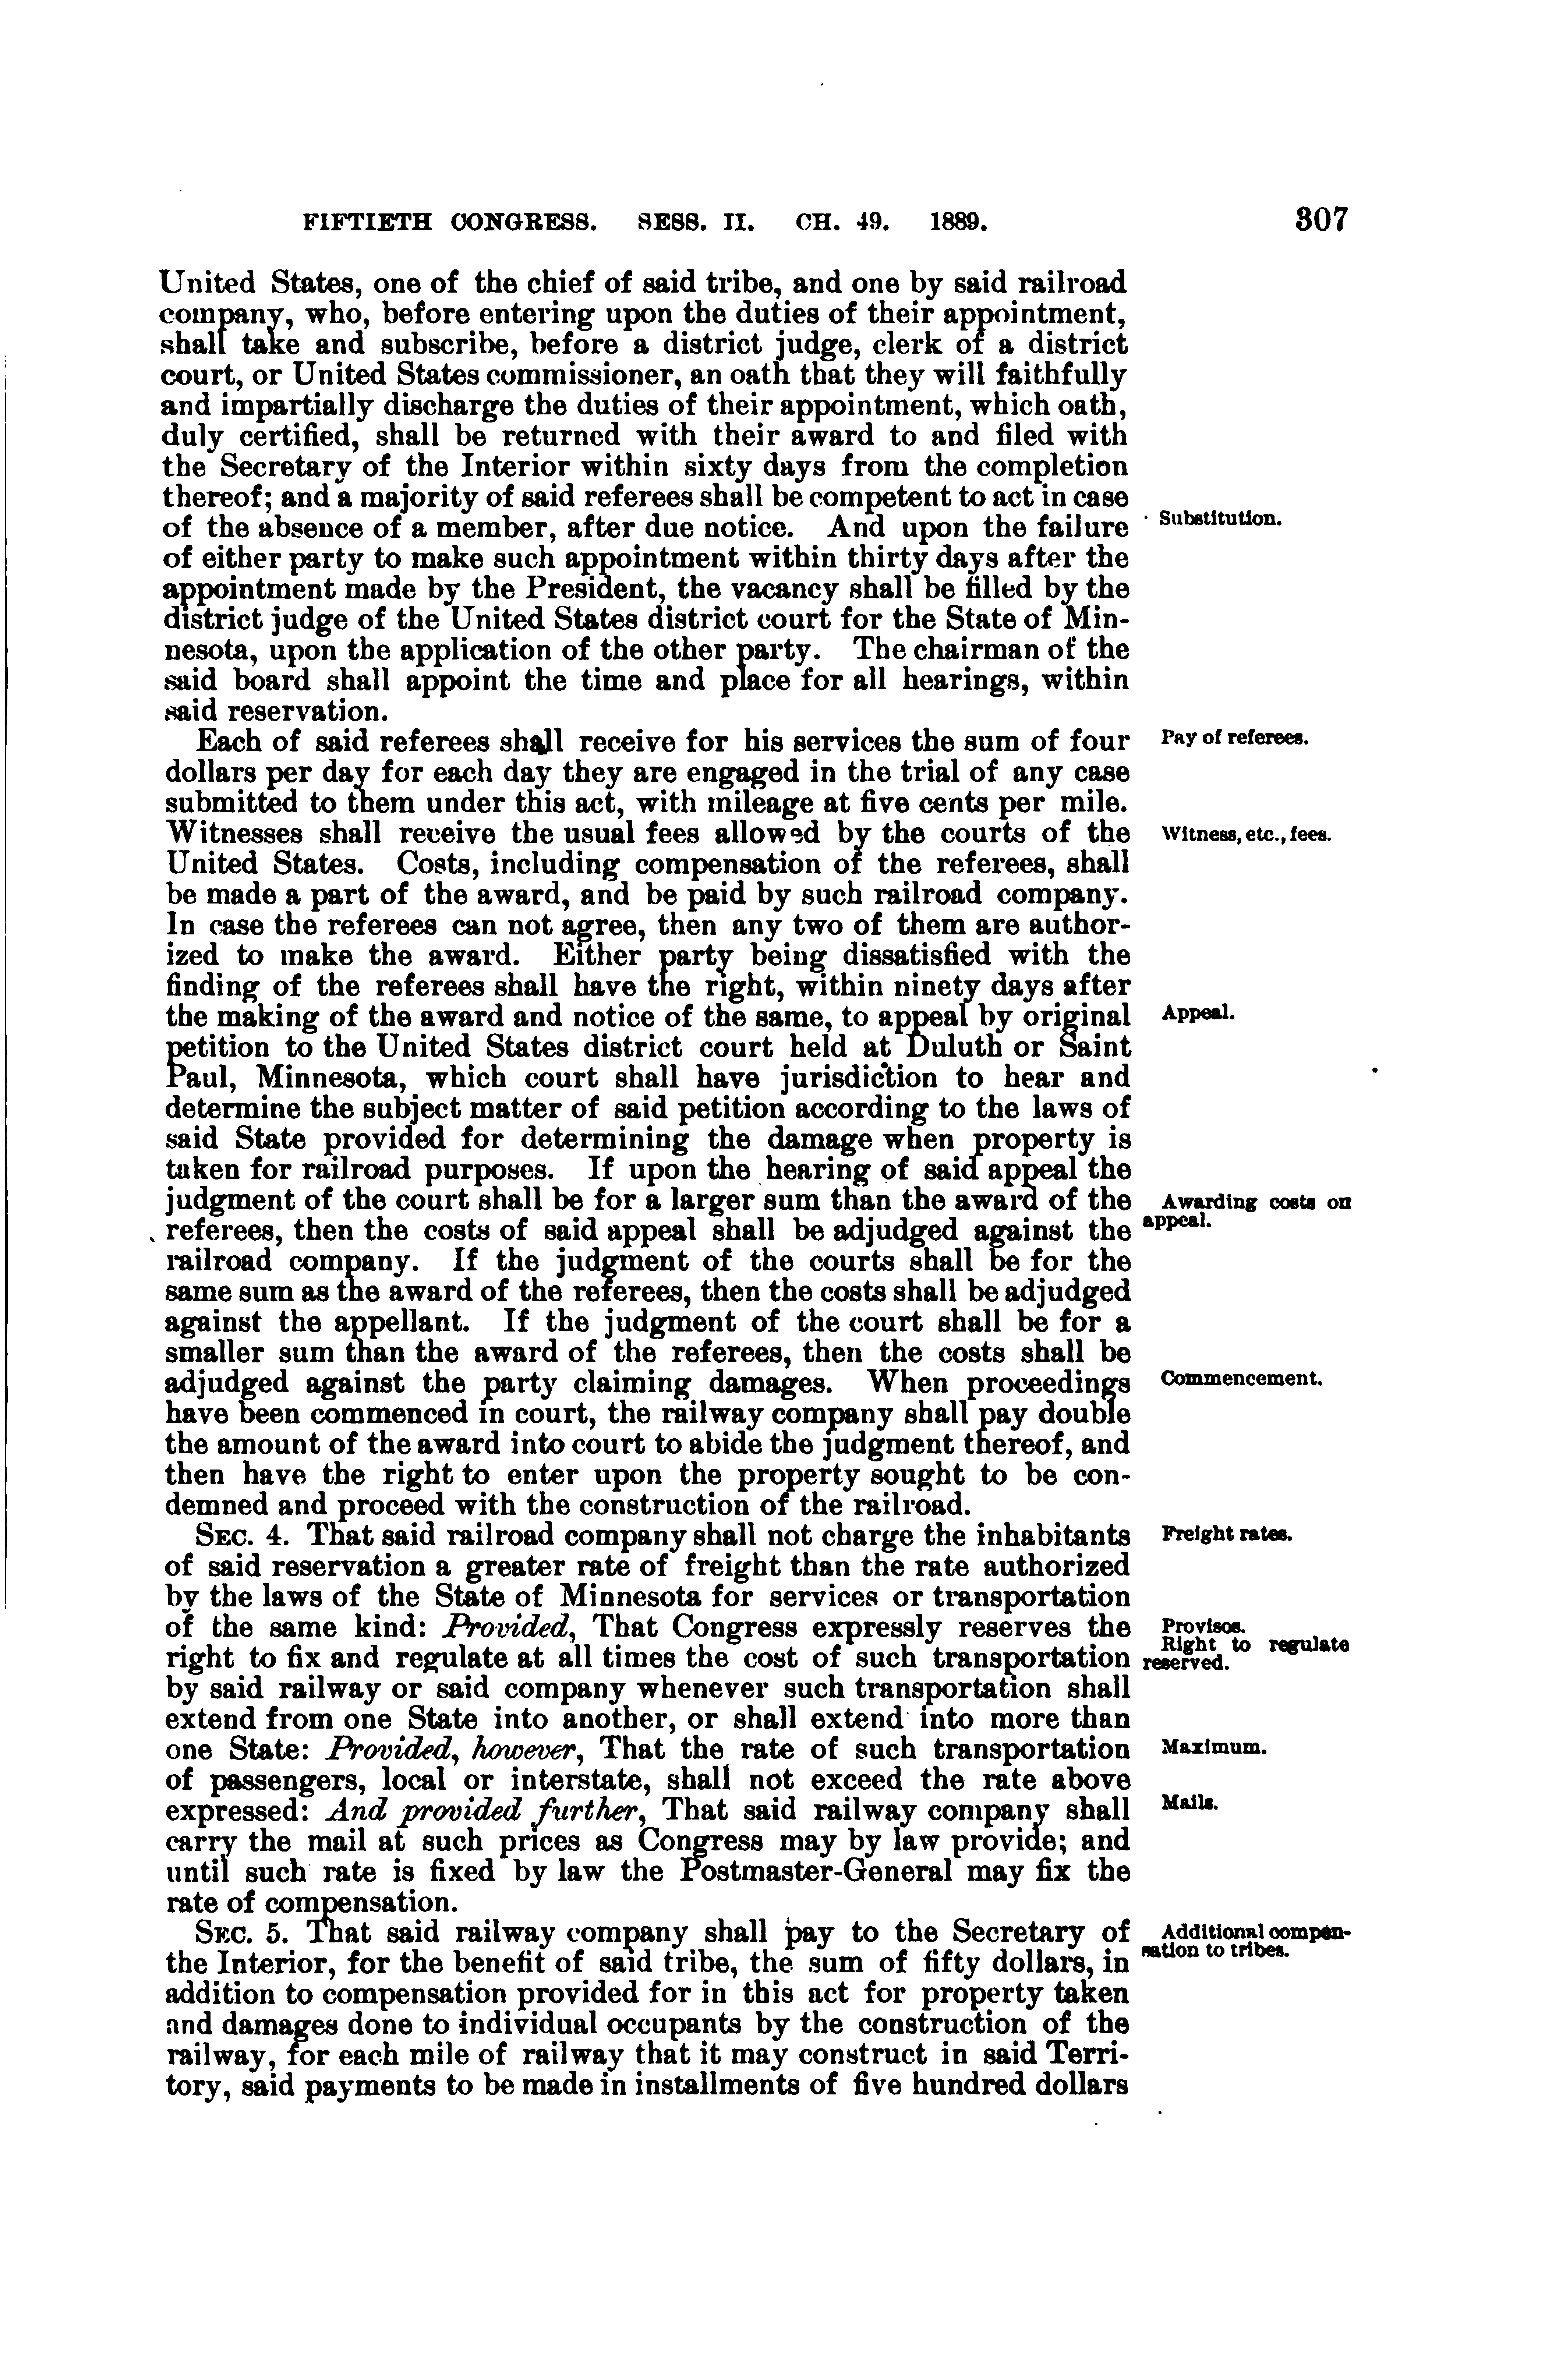 FIFTIETH CONGRESS. SESS. II. CH. 49. 1889. 307
United States, one of the chief of said tribe, and one by said railroad
company, who, before entering upon the duties of their appointment,
shall take and subscribe, before a district judge, clerk of a district
court, or United States commissioner, an oath that they will faithfully
and impartially discharge the duties of their appointment, which oath,
duly certified, shall be returned with their award to and filed with
the Secretary of the Interior within sixty days from the completion
thereof; and a majority of said referees shall be competent to act in case
of the absence of a member, after due notice. And upon the failure
Substitution.
of either party to make such appointment within thirty days after the
appointment made by the President, the vacancy shall be filled by the
district judge of the United States district court for the State of Min-
nesota, upon the application of the other party. The chairman of the
said board shall appoint the time and place for all hearings, within
said reservation.
Each of said referees shall receive for his services the sum of four
Pay of referees.
dollars per day for each day they are engaged in the trial of any case
submitted to them under this act, with mileage at five cents per mile.
Witnesses shall receive the usual fees allowed by the courts of the
Witness, etc., fees.
United States. Costs, including compensation of the referees, shall
be made a part of the award, and be paid by such railroad company.
In case the referees can not agree, then any two of them are author-
ized to make the award. Either party being dissatisfied with the
finding of the referees shall have the right, within ninety days after
the making of the award and notice of the same, to appeal by original
Appeal.
petition to the United States district court held at Duluth or Saint
Paul, Minnesota, which court shall have jurisdiction to hear and
determine the subject matter of said petition according to the laws of
said State provided for determining the damage when property is
taken for railroad purposes. If upon the hearing of said appeal the
judgment of the court shall be for a larger sum than the award of the
Awarding costs on
appeal.
referees, then the costs of said appeal shall be adjudged against the
railroad company. If the judgment of the courts shall be for the
same sum as the award of the referees, then the costs shall be adjudged
against the appellant. If the judgment of the court shall be for a
smaller sum than the award of the referees, then the costs shall be
adjudged against the party claiming damages. When proceedings
Commencement.
have been commenced in court, the railway company shall pay double
the amount of the award into court to abide the judgment thereof, and
then have the right to enter upon the property sought to be con-
demned and proceed with the construction of the railroad.
SEC. 4. That said railroad company shall not charge the inhabitants
Freight rates.
of said reservation a greater rate of freight than the rate authorized
by the laws of the State of Minnesota for services or transportation
of the same kind: Provided, That Congress expressly reserves the
Provisos.
Right to regulate
reserved.
right to fix and regulate at all times the cost of such transportation
by said railway or said company whenever such transportation shall
extend from one State into another, or shall extend into more than
one State: Provided, however, That the rate of such transportation
Maximum.
of passengers, local or interstate, shall not exceed the rate above
expressed: And provided further, That said railway company shall
Mails.
carry the mail at such prices as Congress may by law provide; and
until such rate is fixed by law the Postmaster-General may fix the
rate of compensation.
SEC. 5. That said railway company shall pay to the Secretary of
Additional compen-
sation to tribes.
the Interior, for the benefit of said tribe, the sum of fifty dollars, in
addition to compensation provided for in this act for property taken
and damages done to individual occupants by the construction of the
railway, for each mile of railway that it may construct in said Terri-
tory, said payments to be made in installments of five hundred dollars